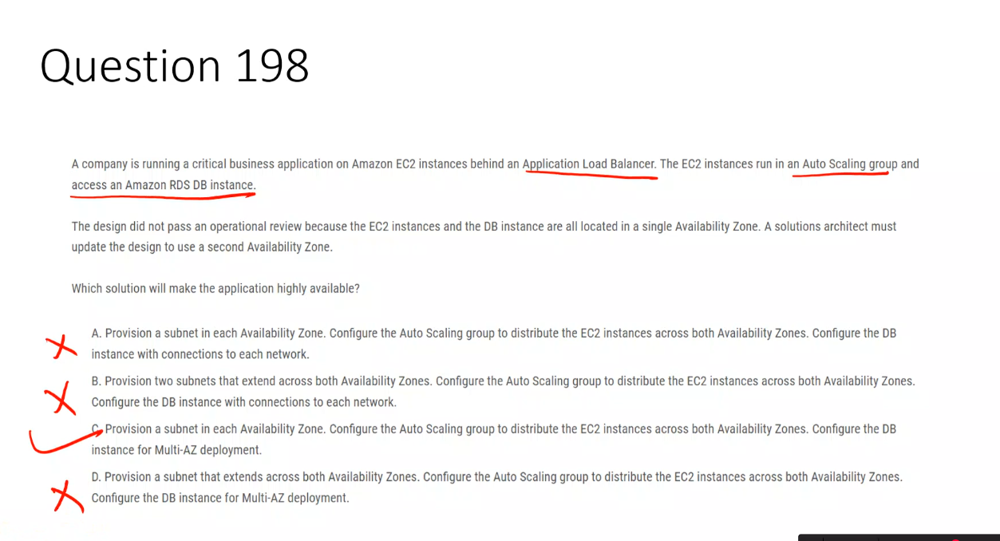 Question 198
A company is running a critical business application on Amazon EC2 instances behind an Application Load Balancer. The EC2 instances run in an Auto Scaling group and
access an Amazon RDS DB instance.
The design did not pass an operational review because the EC2 instances and the DB instance are all located in a single Availability Zone. A solutions architect must
update the design to use a second Availability Zone.
Which solution will make the application highly available?
A. Provision a subnet in each Availability Zone. Configure the Auto Scaling group to distribute the EC2 instances across both Availability Zones. Configure the DB
instance with connections to each network.
B. Provision two subnets that extend across both Availability Zones. Configure the Auto Scaling group to distribute the EC2 instances across both Availability Zones.
Configure the DB instance with connections to each network.
C. Provision a subnet in each Availability Zone. Configure the Auto Scaling group to distribute the EC2 instances across both Availability Zones. Configure the DB
instance for Multi-AZ deployment.
D. Provision a subnet that extends across both Availability Zones. Configure the Auto Scaling group to distribute the EC2 instances across both Availability Zones.
Configure the DB instance for Multi-AZ deployment.